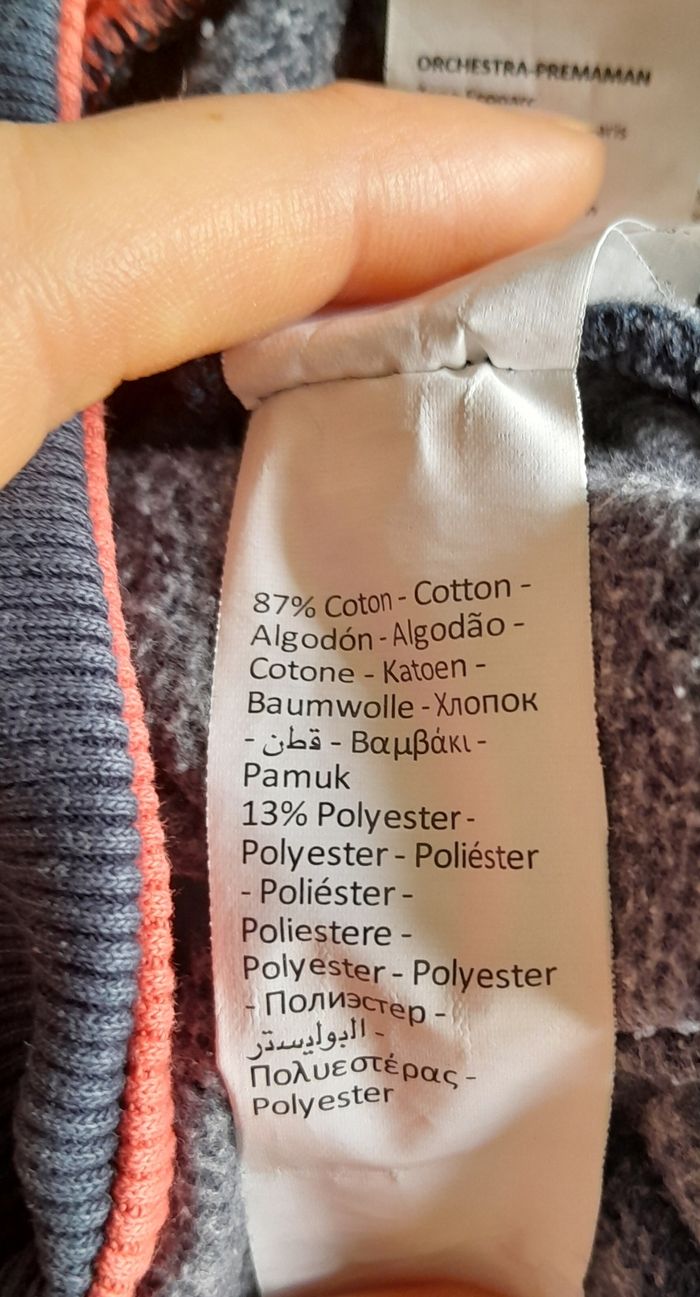 ORCHESTRA-PREMAMAN
87% Coton - Cotton -
Algodón - Algodão -
Cotone - Katoen -
Baumwolle - Хлопок
- قطن - Βαμβάκι -
Pamuk
13% Polyester -
Polyester - Poliéster
- Poliéster -
Poliestere -
Polyester - Polyester
- Полиэстер -
البوليستر -
Πολυεστέρας -
Polyester